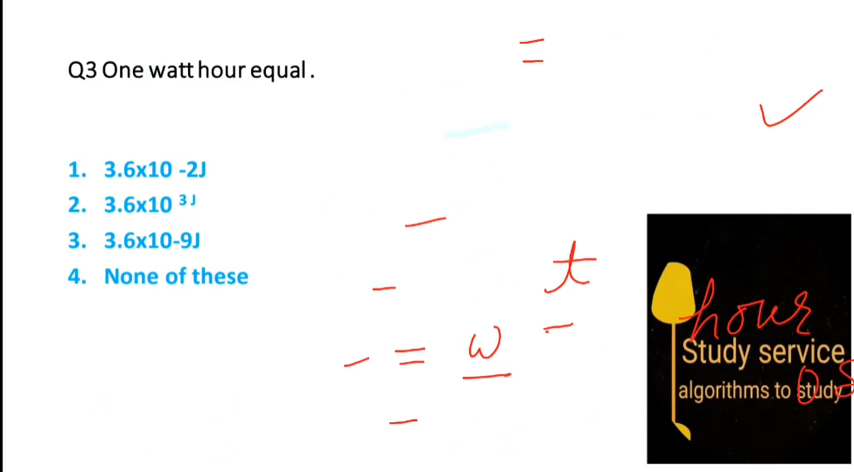 Q3 One watt hour equal .
1. 3.6x10 -2J
2. 3.6x10 ³ᴶ
3. 3.6x10-9J
4. None of these
=
t
hour
= w
Study service
algorithms to study